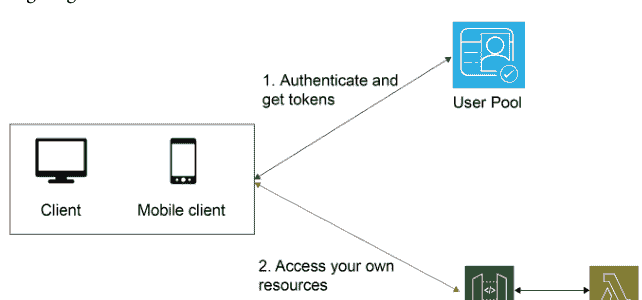 1. Authenticate and
get tokens
User Pool
Client
Mobile client
2. Access your own
resources